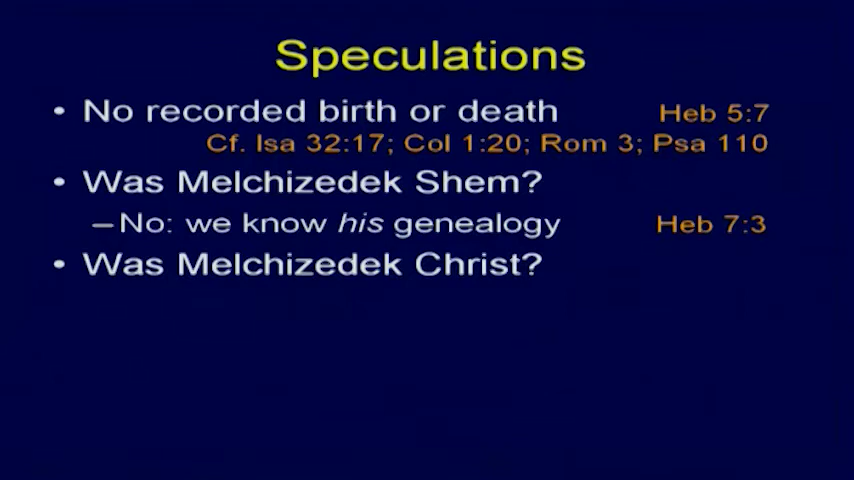 Speculations
• No recorded birth or death Heb 5:7
Cf. Isa 32:17; Col 1:20; Rom 3; Psa 110
• Was Melchizedek Shem?
– No: we know his genealogy Heb 7:3
• Was Melchizedek Christ?